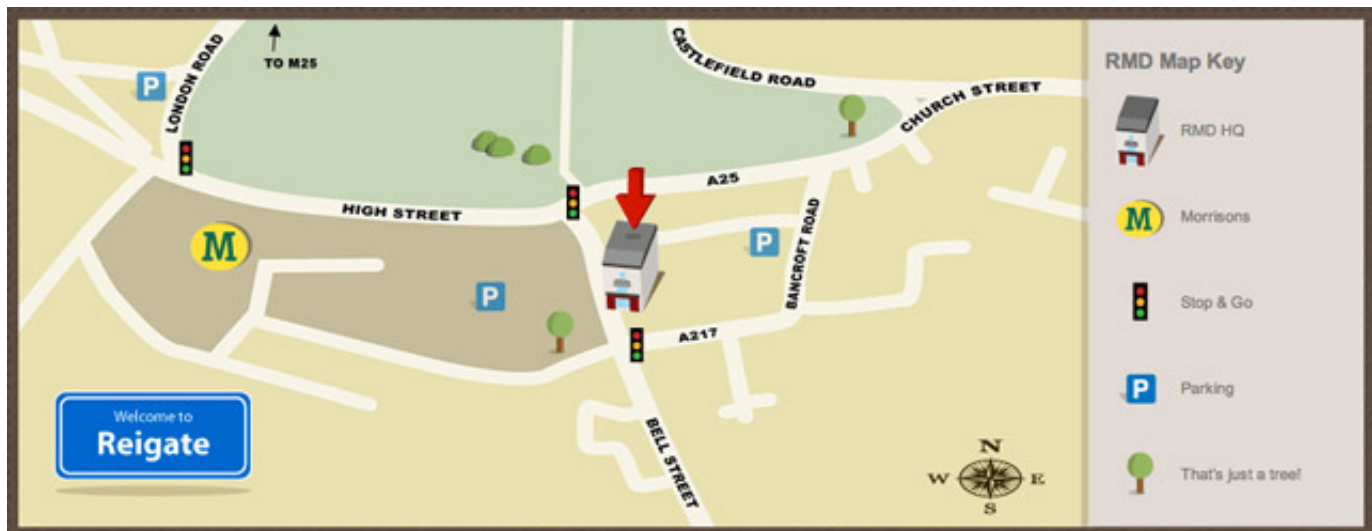 P
LONDON ROAD
TO M25
CASTLEFIELD ROAD
CHURCH STREET
HIGH STREET
A25
M
P
BANCROFT ROAD
P
A217
BELL STREET
Welcome to
Reigate
N
W E
S
RMD Map Key
RMD HQ
M Morrisons
Stop & Go
P Parking
That's just a tree!